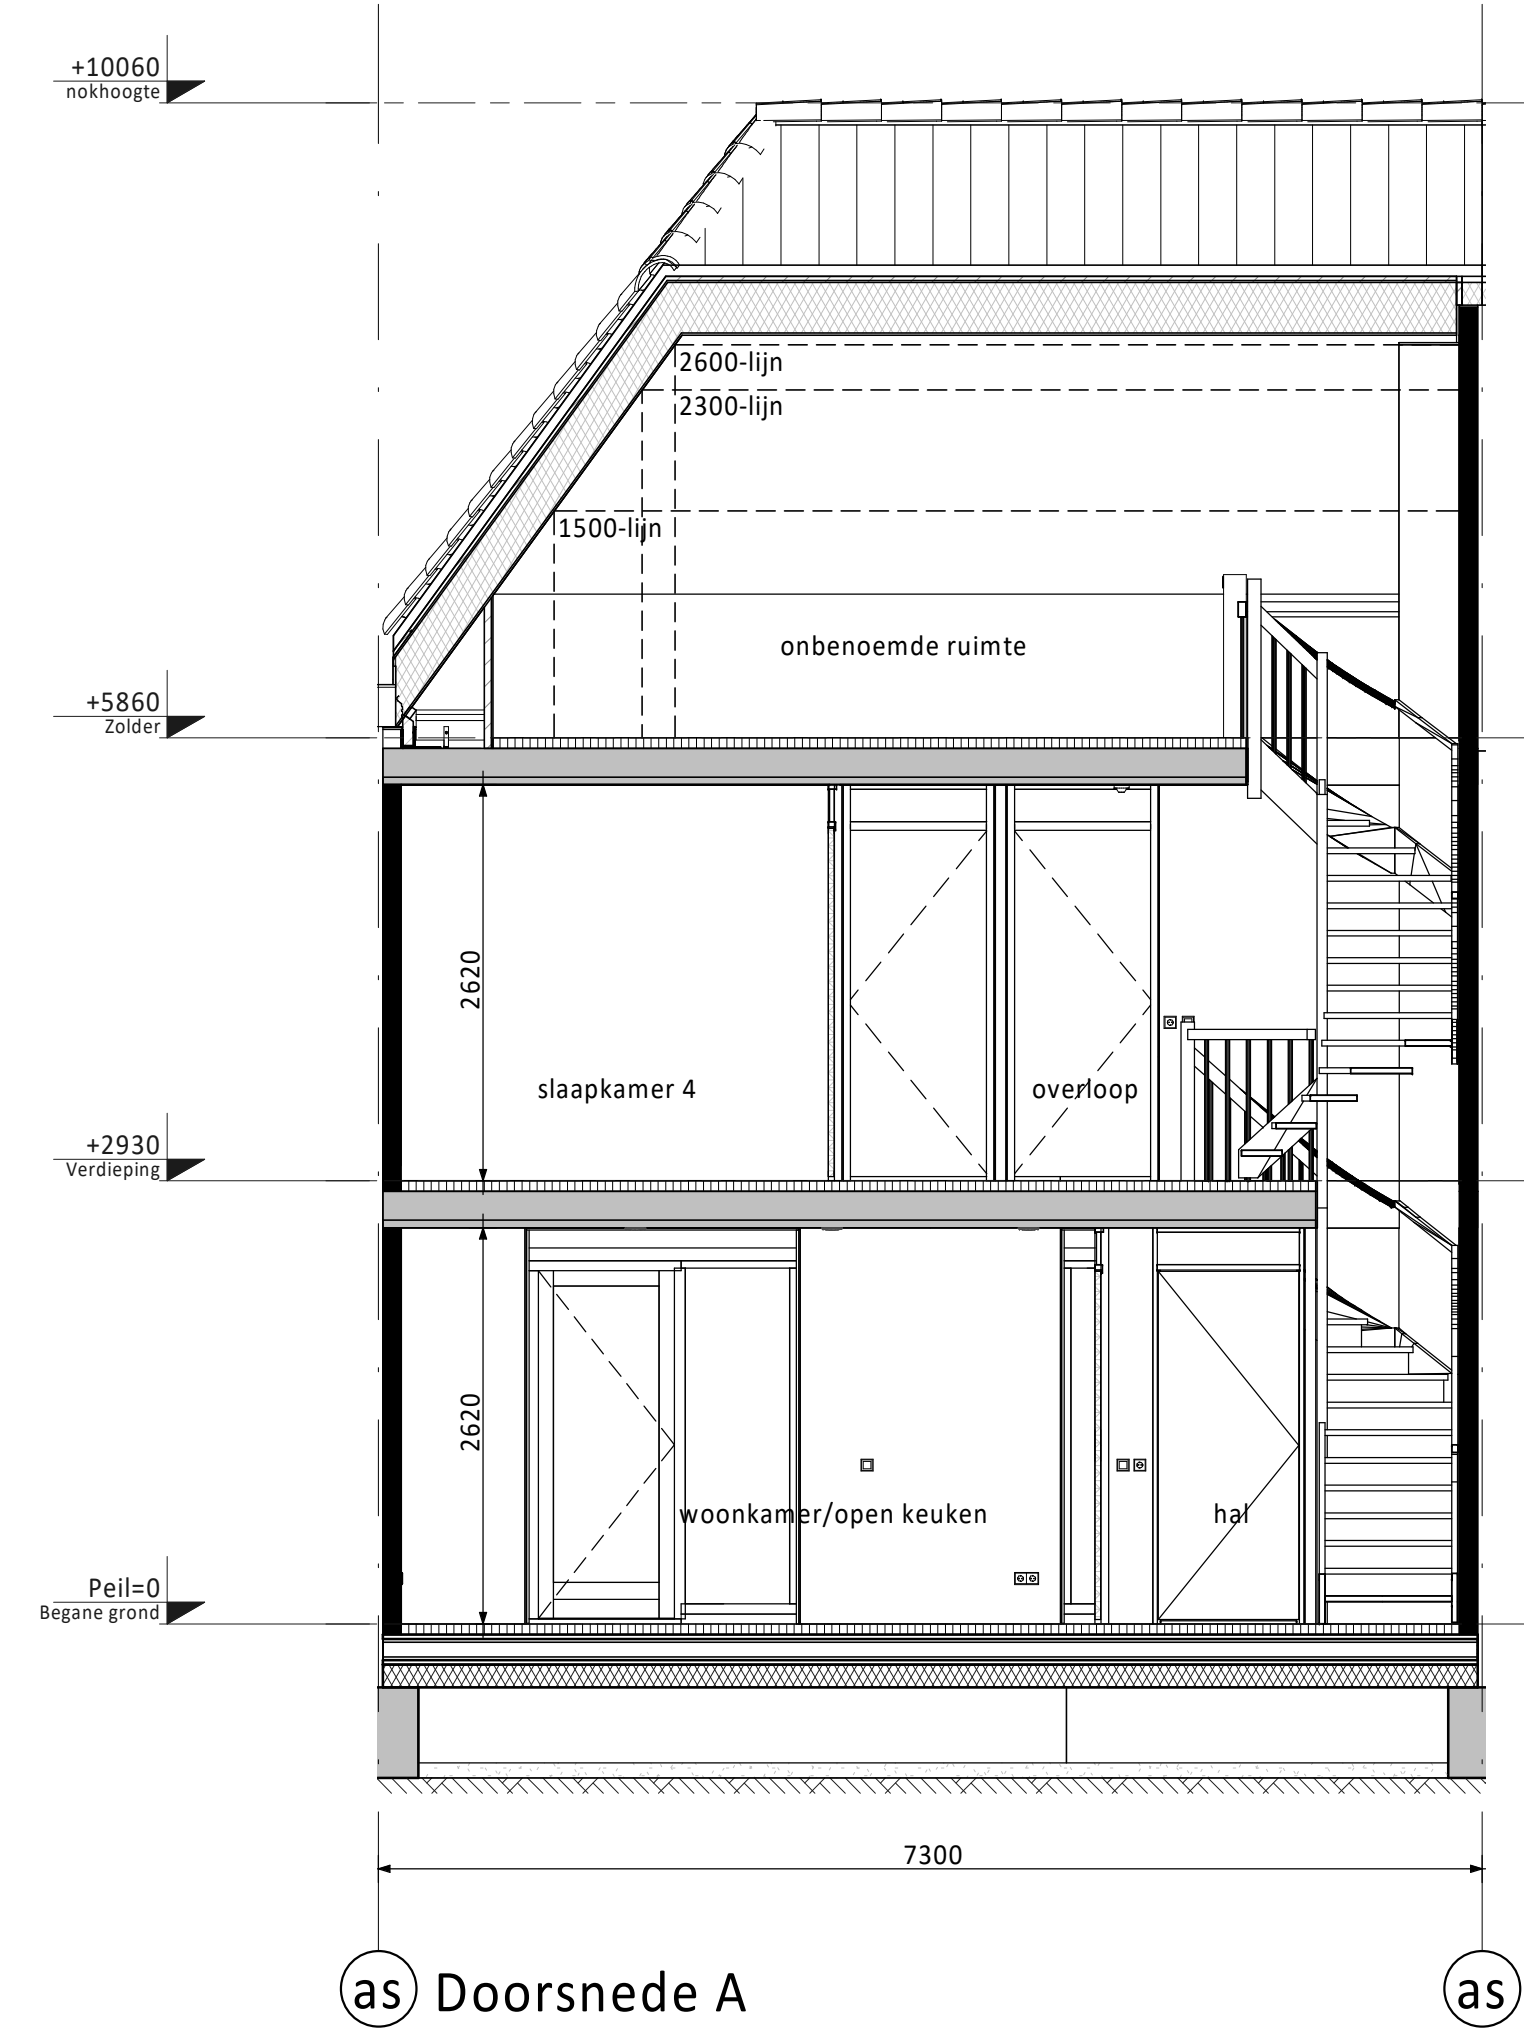 +10060
nokhoogte
2600-lijn
2300-lijn
1500-lijn
onbenoemde ruimte
+5860
Zolder
2620
slaapkamer 4
overloop
+2930
Verdieping
2620
woonkamer/open keuken
hal
Peil=0
Begane grond
7300
as
Doorsnede A
as